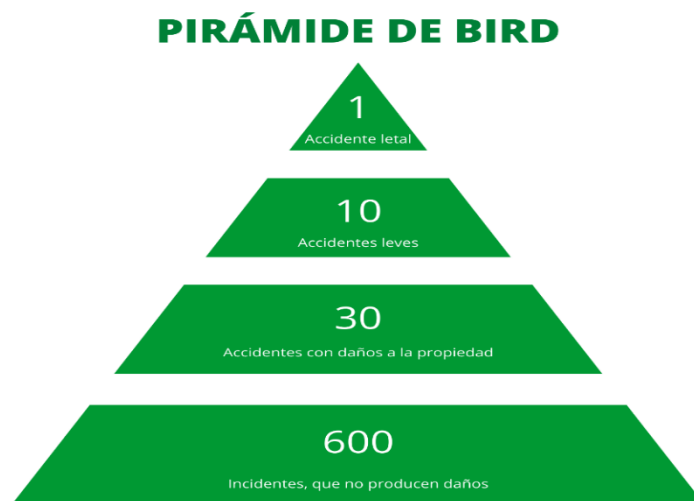 PIRÁMIDE DE BIRD
1
Accidente letal
10
Accidentes leves
30
Accidentes con daños a la propiedad
600
Incidentes, que no producen daños